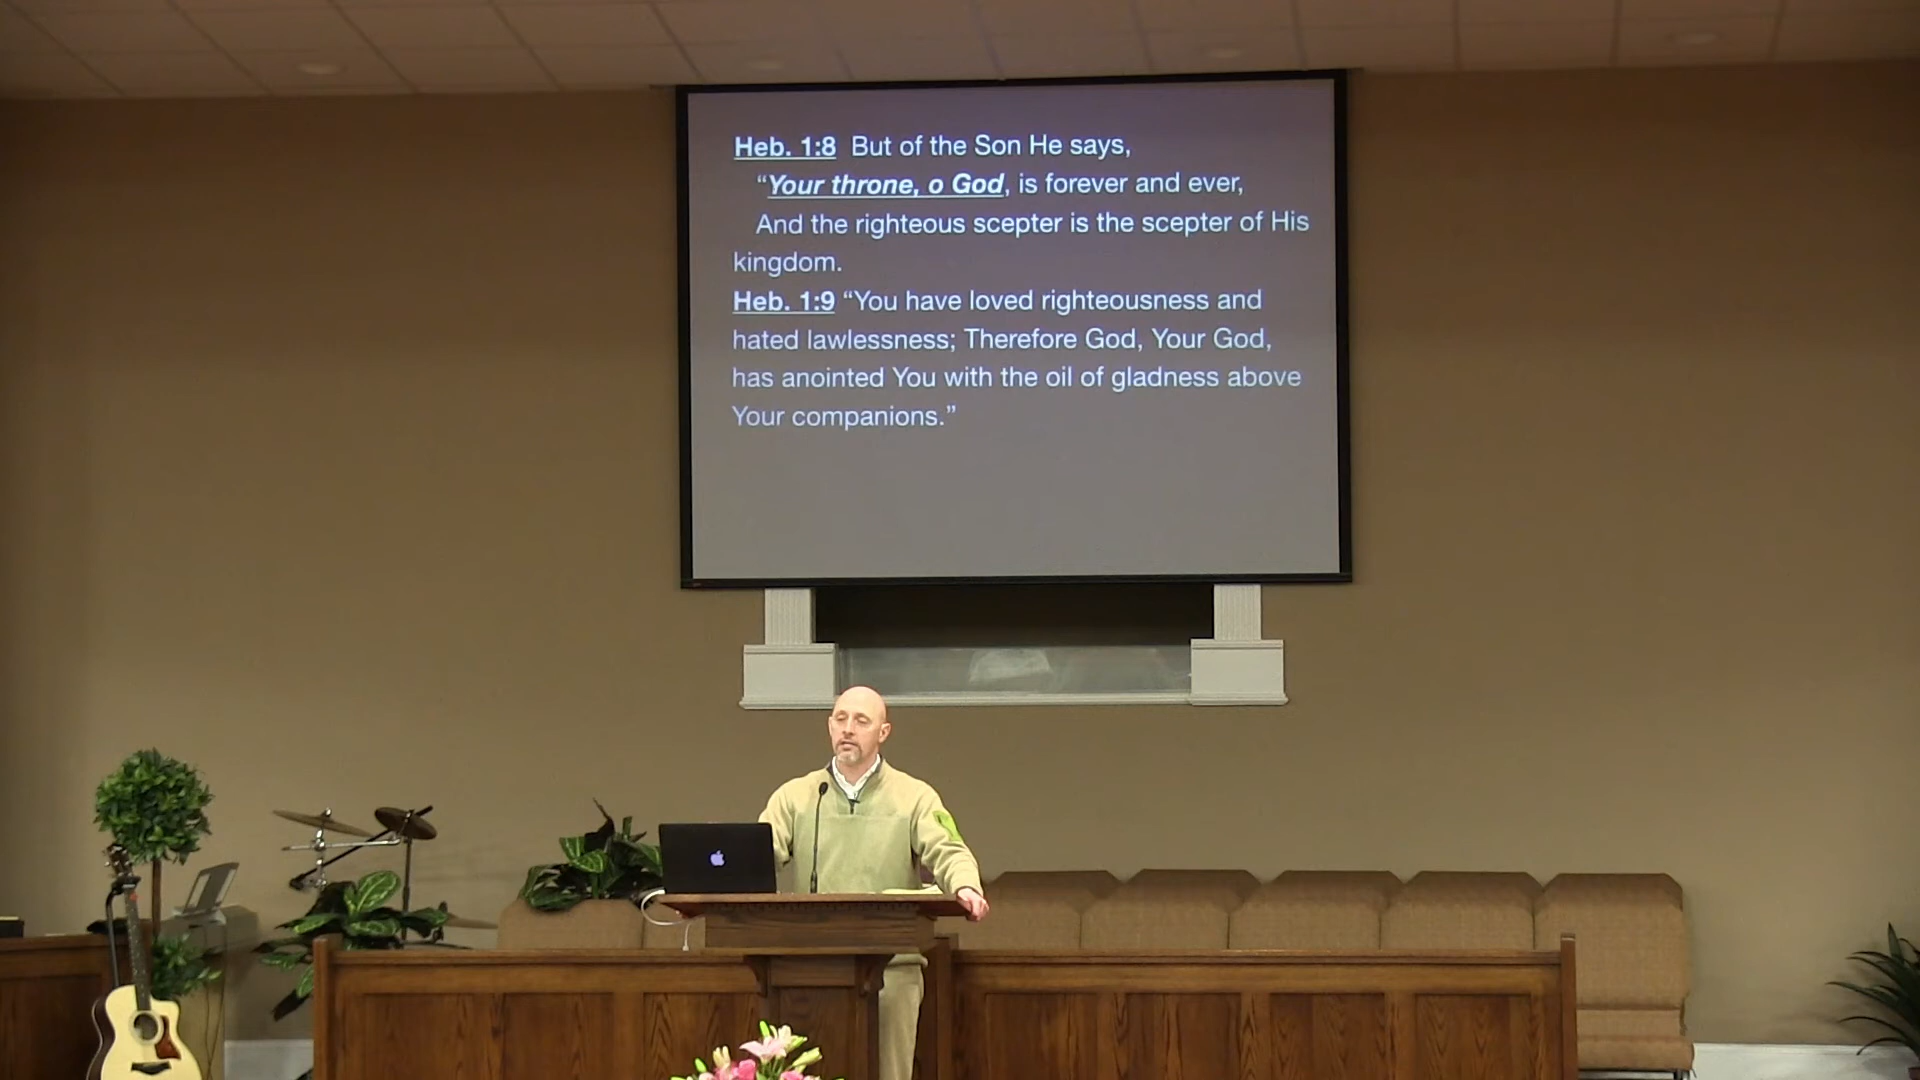 Heb. 1:8 But of the Son He says,
“Your throne, o God, is forever and ever,
And the righteous scepter is the scepter of His
kingdom.
Heb. 1:9 “You have loved righteousness and
hated lawlessness; Therefore God, Your God,
has anointed You with the oil of gladness above
Your companions.”